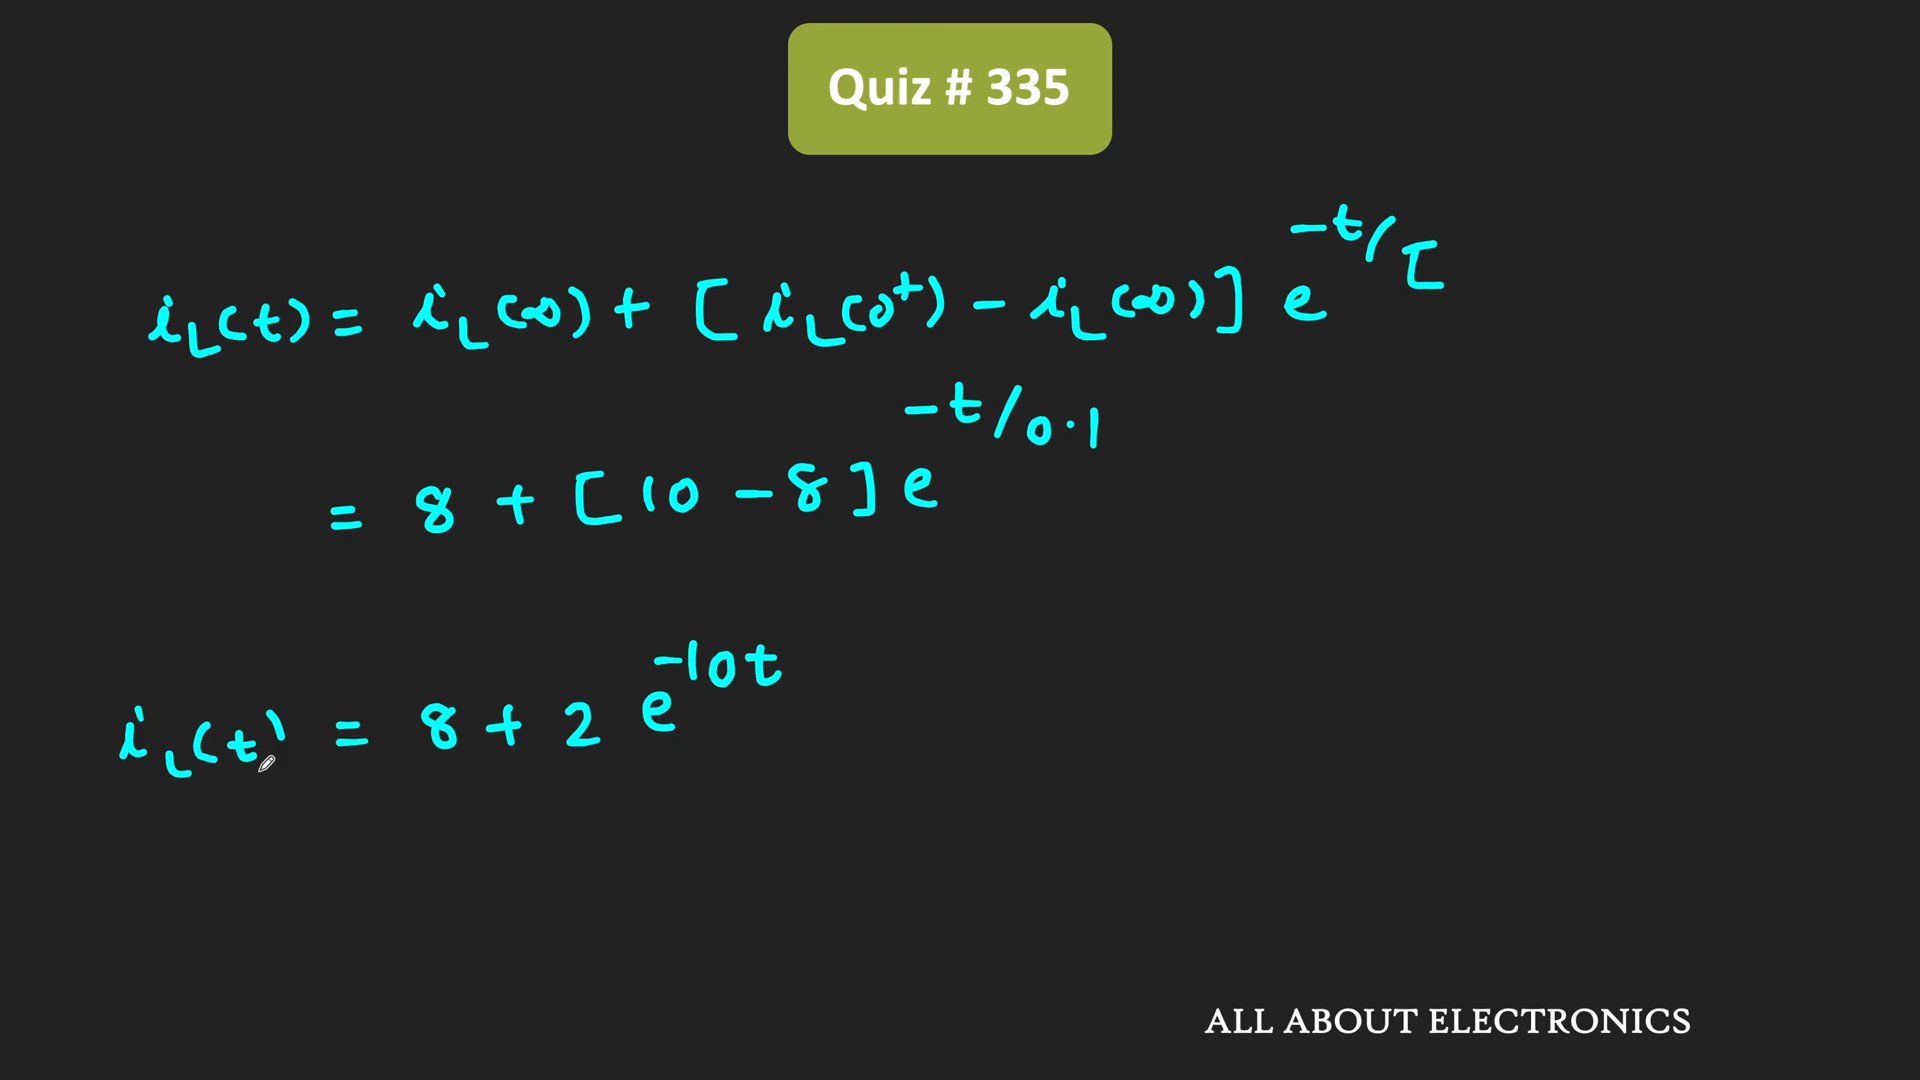 Quiz # 335
i_L(t) = i_L(∞) + [i_L(0⁺) - i_L(∞)] e^(-t/τ)
= 8 + [10 - 8] e^(-t/0.1)
i_L(t) = 8 + 2 e^(-10t)
ALL ABOUT ELECTRONICS